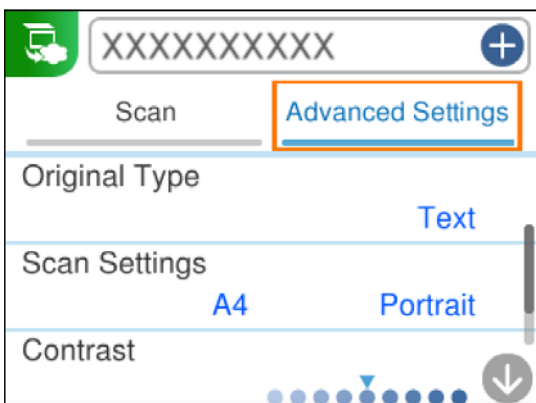 XXXXXXXXXX
Scan Advanced Settings
Original Type
Text
Scan Settings
A4 Portrait
Contrast